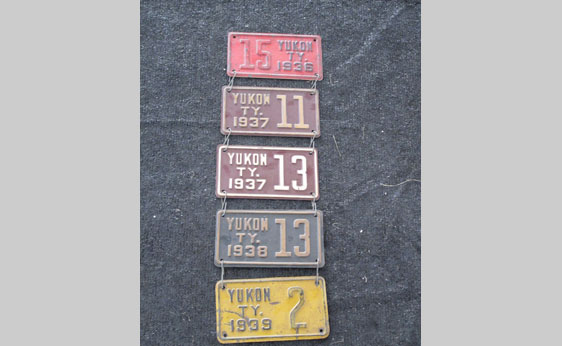 15 YUKON
TY.
1936
YUKON 11
TY.
1937
YUKON 13
TY.
1937
YUKON 13
TY.
1938
YUKON 2
TY.
1939